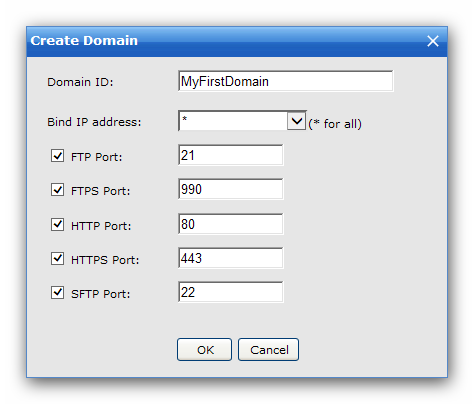 Create Domain
Domain ID: MyFirstDomain
Bind IP address: * (* for all)
FTP Port: 21
FTPS Port: 990
HTTP Port: 80
HTTPS Port: 443
SFTP Port: 22
OK Cancel